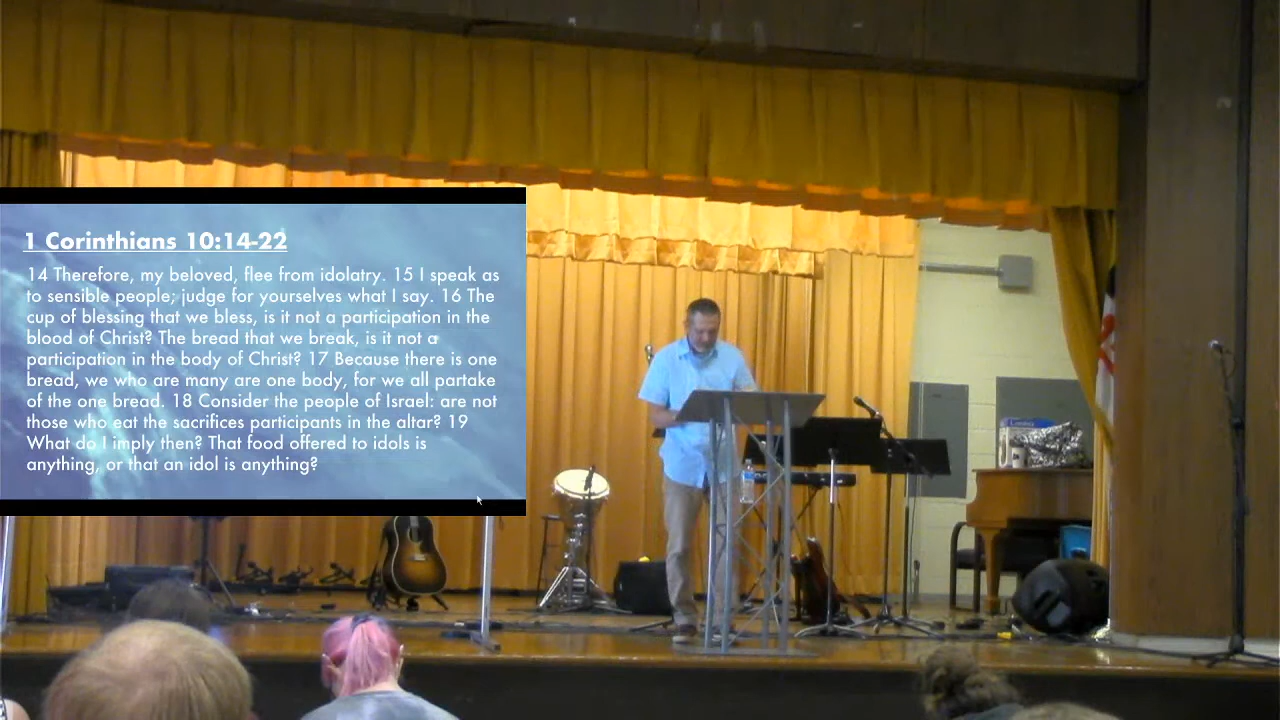 1 Corinthians 10:14-22
14 Therefore, my beloved, flee from idolatry. 15 I speak as
to sensible people; judge for yourselves what I say. 16 The
cup of blessing that we bless, is it not a participation in the
blood of Christ? The bread that we break, is it not a
participation in the body of Christ? 17 Because there is one
bread, we who are many are one body, for we all partake
of the one bread. 18 Consider the people of Israel: are not
those who eat the sacrifices participants in the altar? 19
What do I imply then? That food offered to idols is
anything, or that an idol is anything?